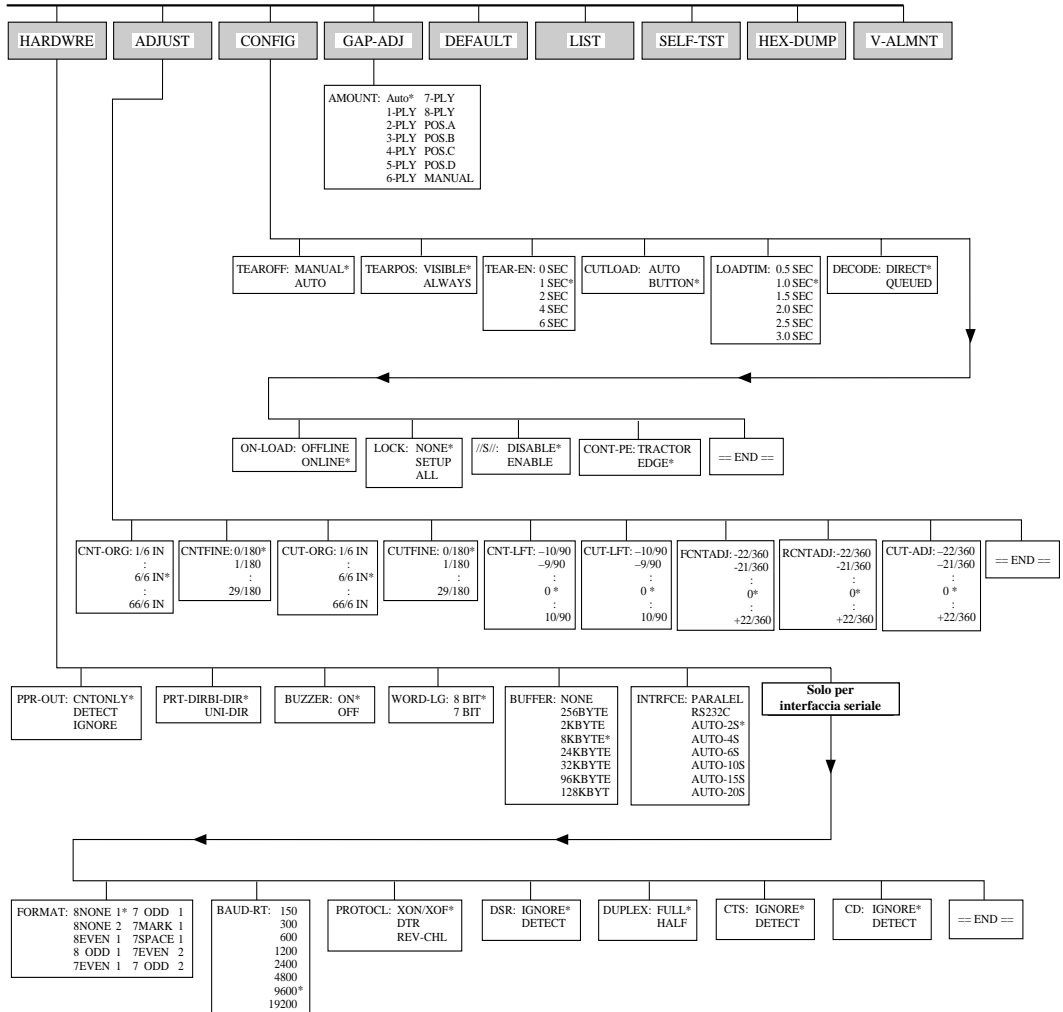 HARDWRE ADJUST CONFIG GAP-ADJ DEFAULT LIST SELF-TST HEX-DUMP V-ALMNT
AMOUNT: Auto* 7-PLY
1-PLY 8-PLY
2-PLY POS.A
3-PLY POS.B
4-PLY POS.C
5-PLY POS.D
6-PLY MANUAL
TEAROFF: MANUAL*
AUTO
TEARPOS: VISIBLE*
ALWAYS
TEAR-EN: 0 SEC
1 SEC*
2 SEC
4 SEC
6 SEC
CUTLOAD: AUTO
BUTTON*
LOADTIM: 0.5 SEC
1.0 SEC*
1.5 SEC
2.0 SEC
2.5 SEC
3.0 SEC
DECODE: DIRECT*
QUEUED
ON-LOAD: OFFLINE
ONLINE*
LOCK: NONE*
SETUP
ALL
//S//: DISABLE*
ENABLE
CONT-PE: TRACTOR
EDGE*
== END ==
CNT-ORG: 1/6 IN
:
6/6 IN*
:
66/6 IN
CNTFINE: 0/180*
1/180
:
29/180
CUT-ORG: 1/6 IN
:
6/6 IN*
:
66/6 IN
CUTFINE: 0/180*
1/180
:
29/180
CNT-LFT: –10/90
–9/90
:
0 *
:
10/90
CUT-LFT: –10/90
–9/90
:
0 *
:
10/90
FCNTADJ: -22/360
-21/360
:
0*
:
+22/360
RCNTADJ: -22/360
-21/360
:
0*
:
+22/360
CUT-ADJ: –22/360
–21/360
:
0 *
:
+22/360
== END ==
PPR-OUT: CNTONLY*
DETECT
IGNORE
PRT-DIRBI-DIR*
UNI-DIR
BUZZER: ON*
OFF
WORD-LG: 8 BIT*
7 BIT
BUFFER: NONE
256BYTE
2KBYTE
8KBYTE*
24KBYTE
32KBYTE
96KBYTE
128KBYT
INTRFCE: PARALEL
RS232C
AUTO-2S*
AUTO-4S
AUTO-6S
AUTO-10S
AUTO-15S
AUTO-20S
Solo per
interfaccia seriale
FORMAT: 8NONE 1* 7 ODD 1
8NONE 2 7MARK 1
8EVEN 1 7SPACE 1
8 ODD 1 7EVEN 2
7EVEN 1 7 ODD 2
BAUD-RT: 150
300
600
1200
2400
4800
9600*
19200
PROTOCL: XON/XOF*
DTR
REV-CHL
DSR: IGNORE*
DETECT
DUPLEX: FULL*
HALF
CTS: IGNORE*
DETECT
CD: IGNORE*
DETECT
== END ==